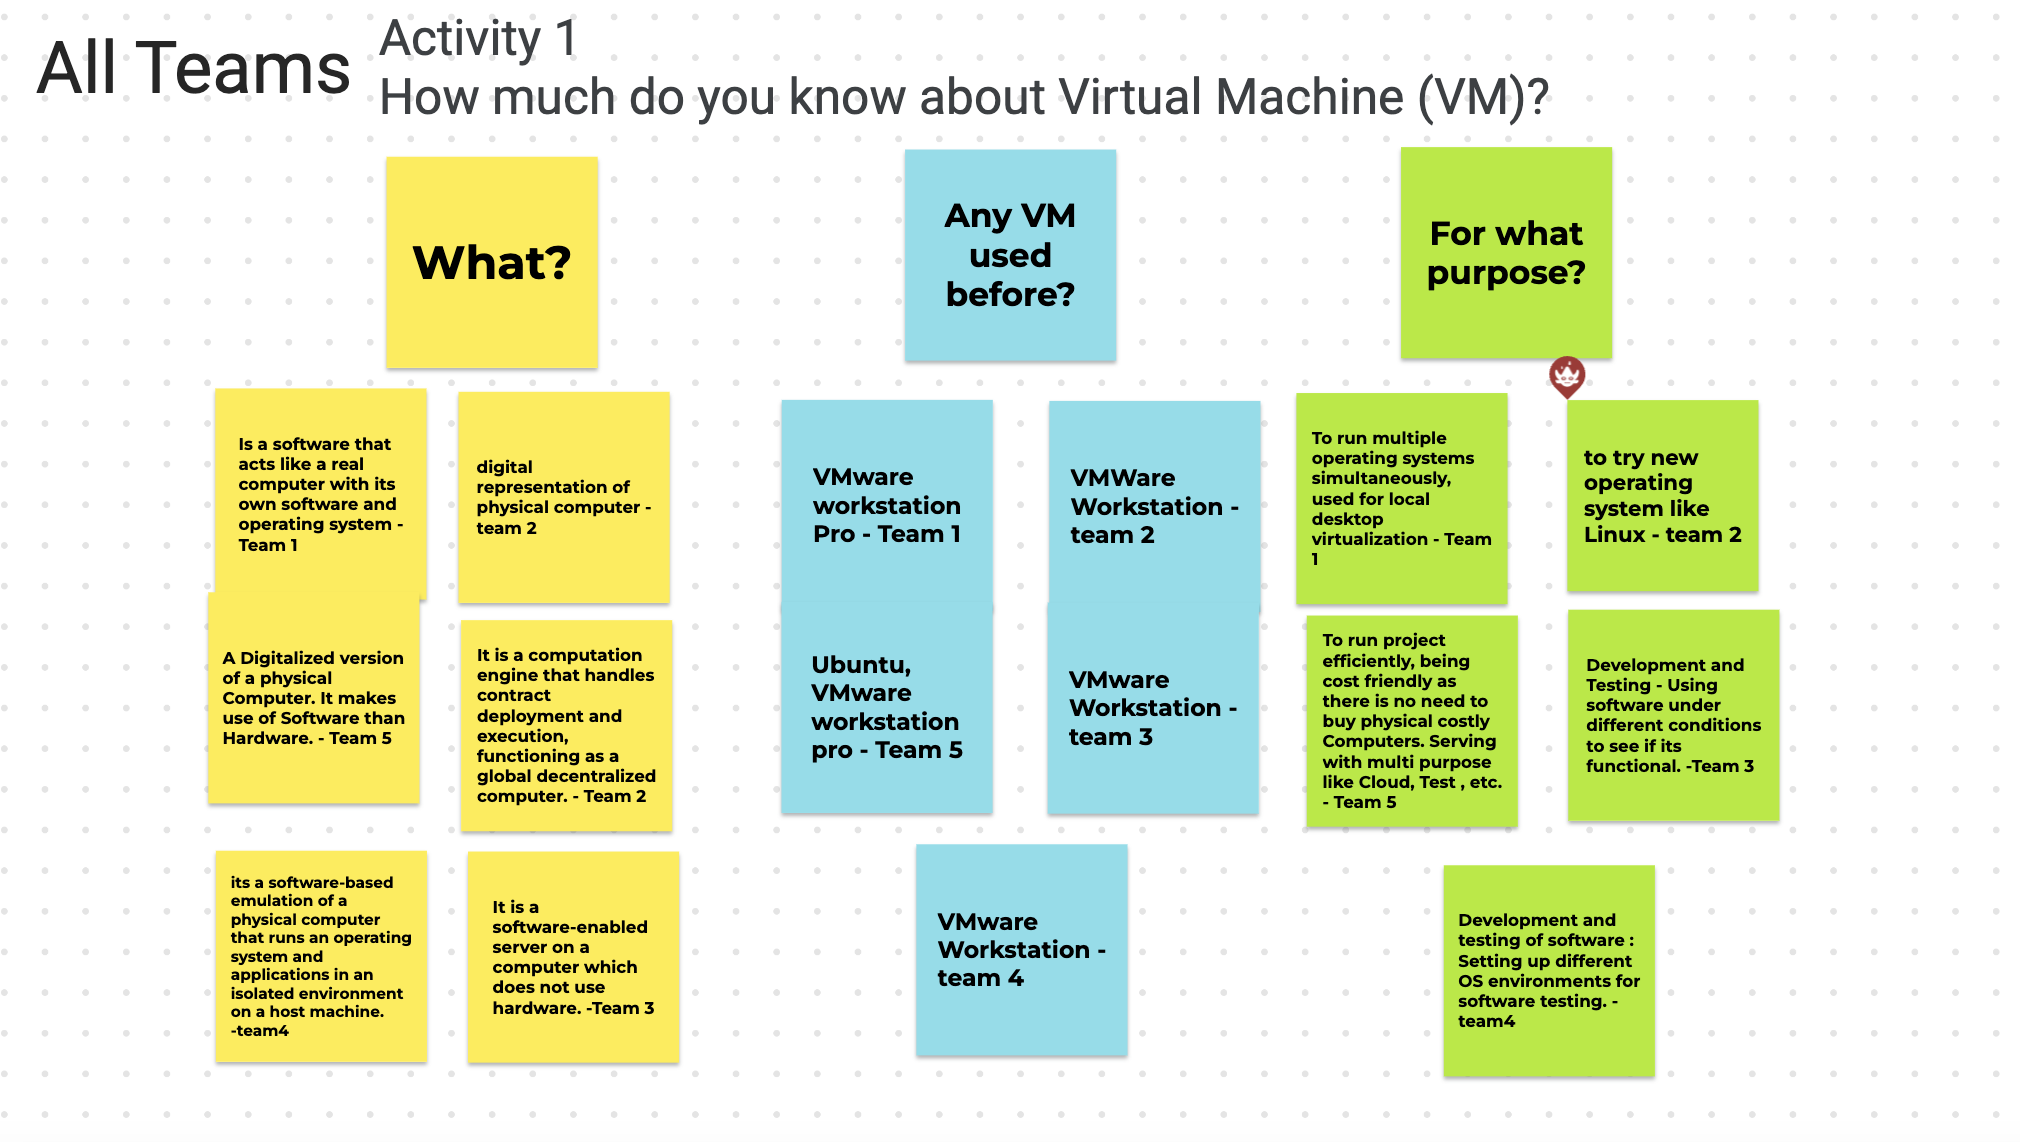 All Teams
Activity 1
How much do you know about Virtual Machine (VM)?
What?
Any VM
used
before?
For what
purpose?
Is a software that
acts like a real
computer with its
own software and
operating system -
Team 1
digital
representation of
physical computer -
team 2
A Digitalized version
of a physical
Computer. It makes
use of Software than
Hardware. - Team 5
It is a computation
engine that handles
contract
deployment and
execution,
functioning as a
global decentralized
computer. - Team 2
its a software-based
emulation of a
physical computer
that runs an operating
system and
applications in an
isolated environment
on a host machine.
-team4
It is a
software-enabled
server on a
computer which
does not use
hardware. -Team 3
VMware
workstation
Pro - Team 1
VMWare
Workstation -
team 2
Ubuntu,
VMware
workstation
pro - Team 5
VMware
Workstation -
team 3
VMware
Workstation -
team 4
To run multiple
operating systems
simultaneously,
used for local
desktop
virtualization - Team
1
to try new
operating
system like
Linux - team 2
To run project
efficiently, being
cost friendly as
there is no need to
buy physical costly
Computers. Serving
with multi purpose
like Cloud, Test , etc.
- Team 5
Development and
Testing - Using
software under
different conditions
to see if its
functional. -Team 3
Development and
testing of software :
Setting up different
OS environments for
software testing. -
team4